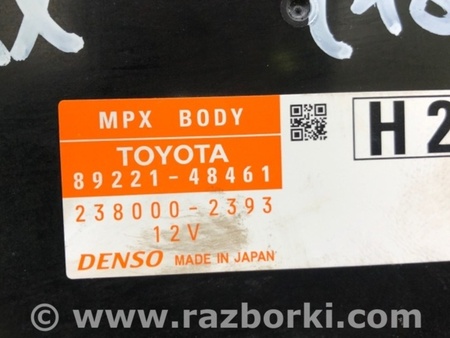 MPX BODY
TOYOTA
89221-48461
238000-2393
12V
DENSO MADE IN JAPAN
H2
© www.razborki.com